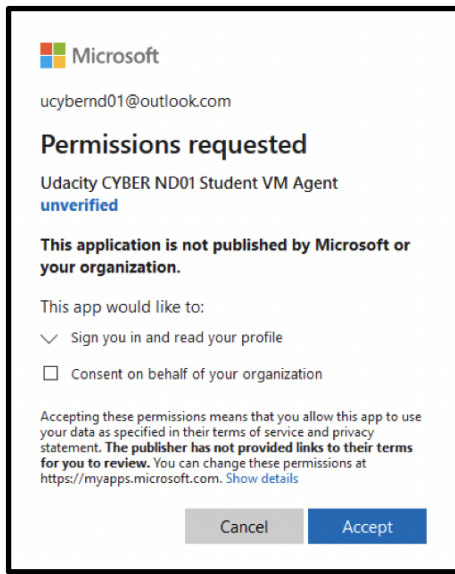 Microsoft
ucybernd01@outlook.com
Permissions requested
Udacity CYBER ND01 Student VM Agent
unverified
This application is not published by Microsoft or
your organization.
This app would like to:
Sign you in and read your profile
Consent on behalf of your organization
Accepting these permissions means that you allow this app to use
your data as specified in their terms of service and privacy
statement. The publisher has not provided links to their terms
for you to review. You can change these permissions at
https://myapps.microsoft.com. Show details
Cancel Accept